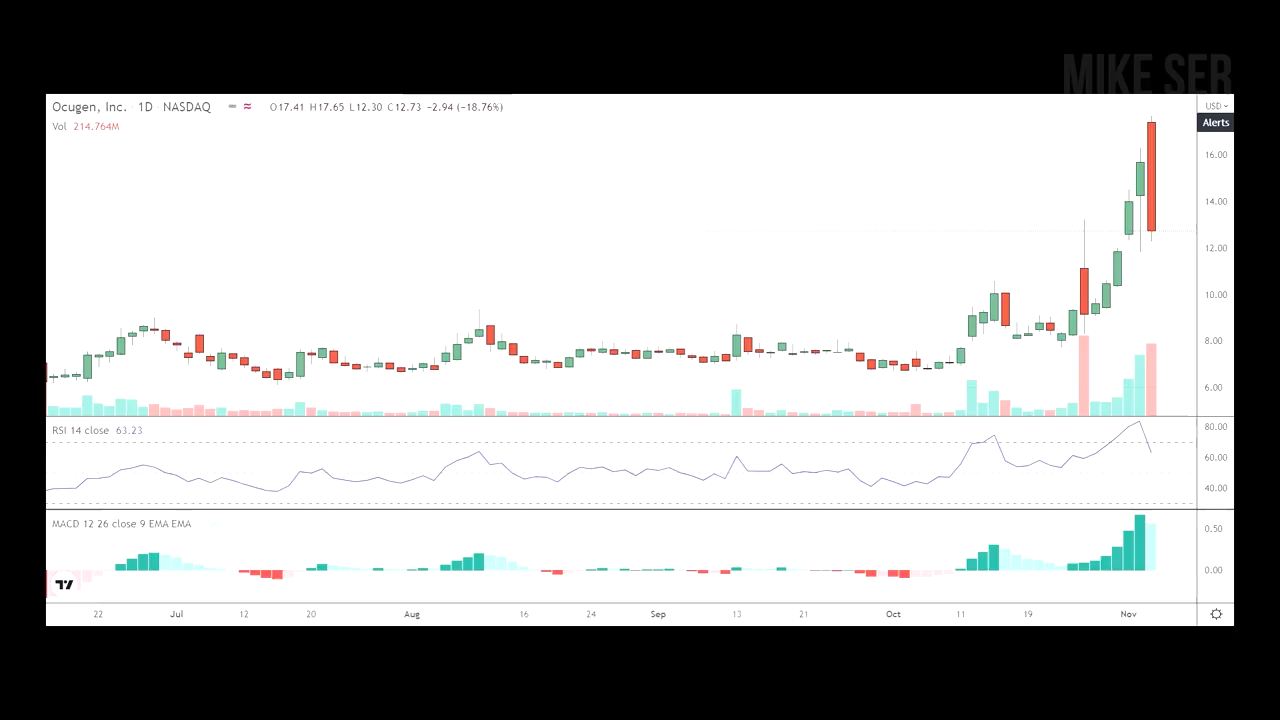 MIKE SER
Ocugen, Inc. · 1D · NASDAQ O17.41 H17.65 L12.30 C12.73 −2.94 (−18.76%)
USD
Vol 214.764M
Alerts
16.00
14.00
12.00
10.00
8.00
6.00
RSI 14 close 63.23
80.00
60.00
40.00
MACD 12 26 close 9 EMA EMA
0.50
0.00
22 Jul 12 20 Aug 16 24 Sep 13 21 Oct 11 19 Nov